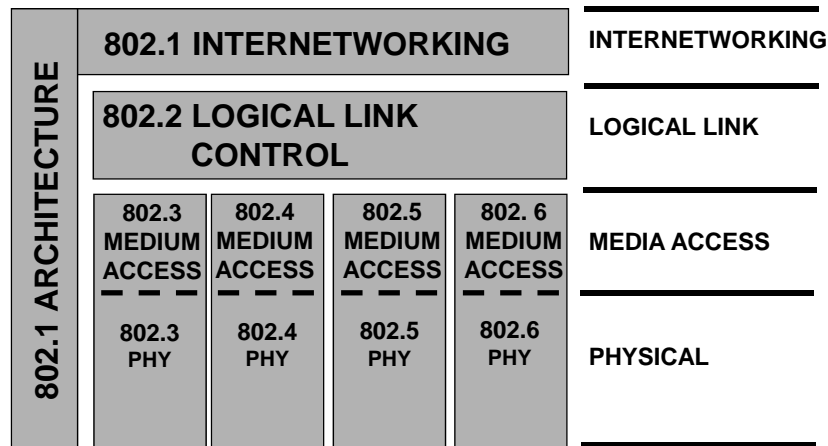 802.1 ARCHITECTURE
802.1 INTERNETWORKING
INTERNETWORKING
802.2 LOGICAL LINK
CONTROL
LOGICAL LINK
802.3
MEDIUM
ACCESS
802.4
MEDIUM
ACCESS
802.5
MEDIUM
ACCESS
802. 6
MEDIUM
ACCESS
MEDIA ACCESS
802.3
PHY
802.4
PHY
802.5
PHY
802.6
PHY
PHYSICAL